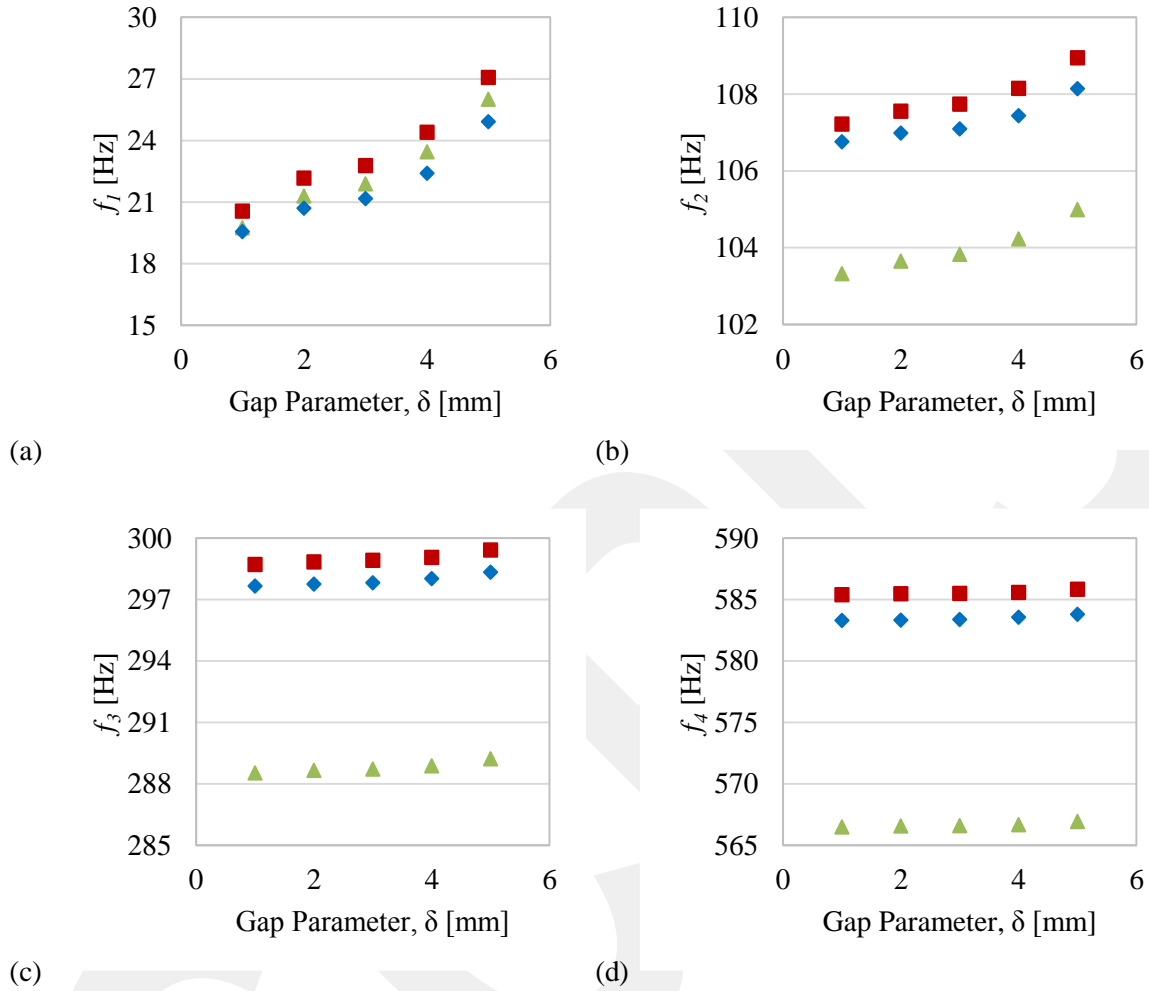 30
27
24
21
18
15
f1 [Hz]
0 2 4 6
Gap Parameter, δ [mm]
(a)
110
108
106
104
102
f2 [Hz]
0 2 4 6
Gap Parameter, δ [mm]
(b)
300
297
294
291
288
285
f3 [Hz]
0 2 4 6
Gap Parameter, δ [mm]
(c)
590
585
580
575
570
565
f4 [Hz]
0 2 4 6
Gap Parameter, δ [mm]
(d)